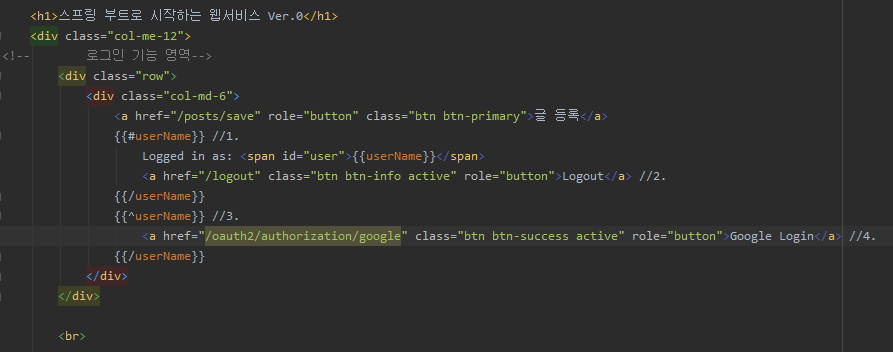 <h1>스프링 부트로 시작하는 웹서비스 Ver.0</h1>
<div class="col-me-12">
<!-- 로그인 기능 영역-->
<div class="row">
<div class="col-md-6">
<a href="/posts/save" role="button" class="btn btn-primary">글 등록</a>
{{#userName}} //1.
Logged in as: <span id="user">{{userName}}</span>
<a href="/logout" class="btn btn-info active" role="button">Logout</a> //2.
{{/userName}}
{{^userName}} //3.
<a href="/oauth2/authorization/google" class="btn btn-success active" role="button">Google Login</a> //4.
{{/userName}}
</div>
</div>
<br>